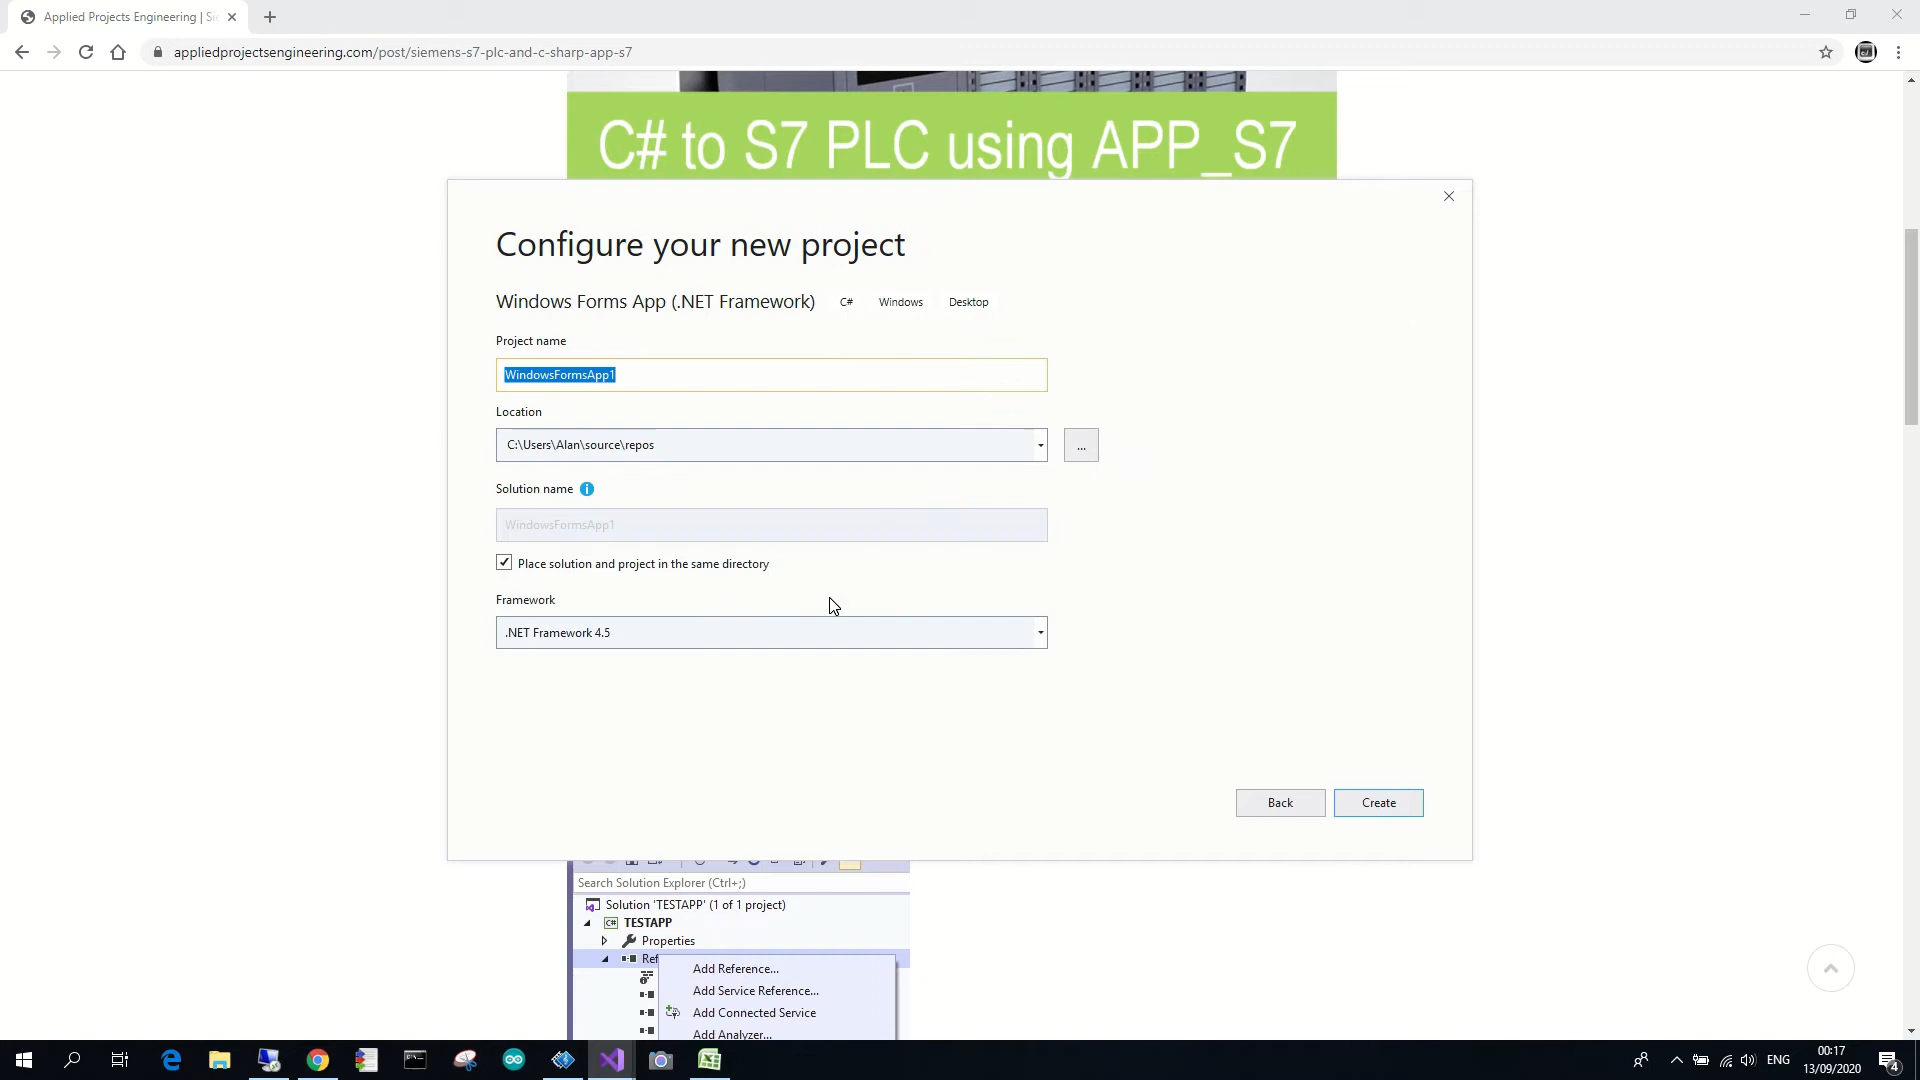 Applied Projects Engineering | Si
appliedprojectsengineering.com/post/siemens-s7-plc-and-c-sharp-app-s7
C# to S7 PLC using APP_S7
Configure your new project
Windows Forms App (.NET Framework) C# Windows Desktop
Project name
WindowsFormsApp1
Location
C:\Users\Alan\source\repos
...
Solution name
WindowsFormsApp1
Place solution and project in the same directory
Framework
.NET Framework 4.5
Back Create
Search Solution Explorer (Ctrl+;)
Solution 'TESTAPP' (1 of 1 project)
C# TESTAPP
Properties
Ref
Add Reference...
Add Service Reference...
Add Connected Service
Add Analyzer...
ENG
00:17
13/09/2020
4